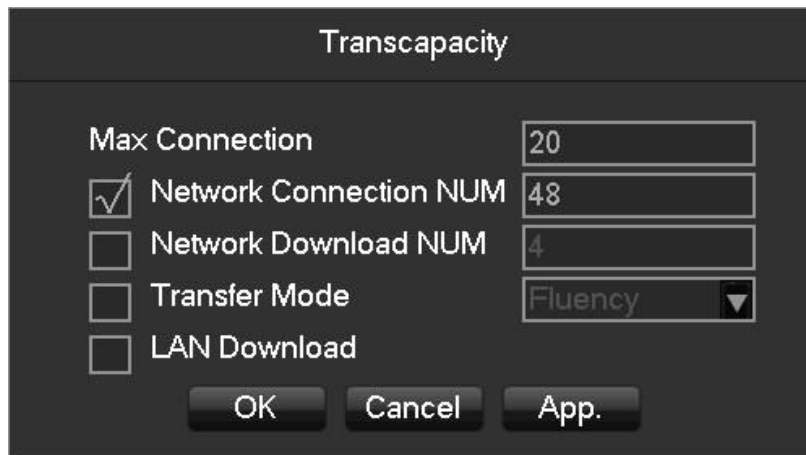 Transcapacity
Max Connection 20
Network Connection NUM 48
Network Download NUM 4
Transfer Mode Fluency
LAN Download
OK Cancel App.